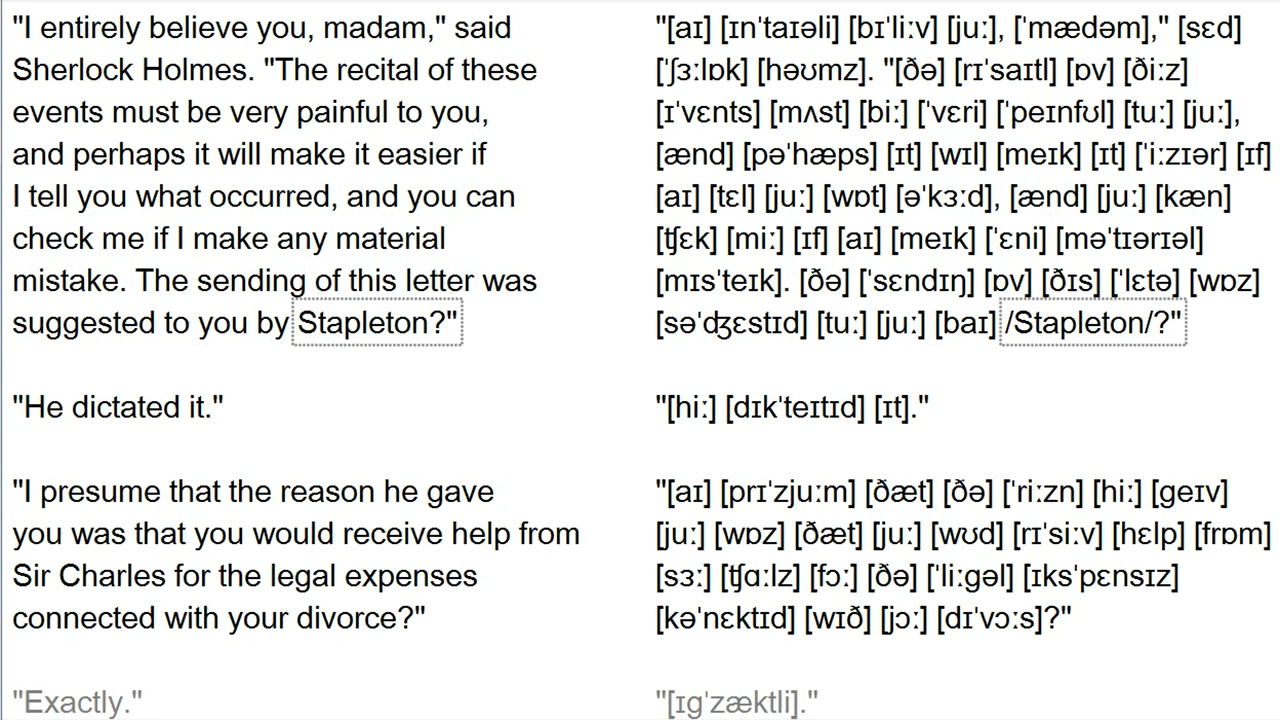 "I entirely believe you, madam," said
Sherlock Holmes. "The recital of these
events must be very painful to you,
and perhaps it will make it easier if
I tell you what occurred, and you can
check me if I make any material
mistake. The sending of this letter was
suggested to you by Stapleton?"
"He dictated it."
"I presume that the reason he gave
you was that you would receive help from
Sir Charles for the legal expenses
connected with your divorce?"
"Exactly."
"[aɪ] [ɪnˈtaɪəli] [bɪˈliːv] [juː], [ˈmædəm]," [sɛd]
[ˈʃɜːlɒk] [həʊmz]. "[ðə] [rɪˈsaɪtl] [ɒv] [ðiːz]
[ɪˈvɛnts] [mʌst] [biː] [ˈvɛri] [ˈpeɪnfʊl] [tuː] [juː],
[ænd] [pəˈhæps] [ɪt] [wɪl] [meɪk] [ɪt] [ˈiːzɪər] [ɪf]
[aɪ] [tɛl] [juː] [wɒt] [əˈkɜːd], [ænd] [juː] [kæn]
[ʧɛk] [miː] [ɪf] [aɪ] [meɪk] [ˈɛni] [məˈtɪərɪəl]
[mɪsˈteɪk]. [ðə] [ˈsɛndɪŋ] [ɒv] [ðɪs] [ˈlɛtə] [wɒz]
[səˈʤɛstɪd] [tuː] [juː] [baɪ] /Stapleton/?"
"[hiː] [dɪkˈteɪtɪd] [ɪt]."
"[aɪ] [prɪˈzjuːm] [ðæt] [ðə] [ˈriːzn] [hiː] [geɪv]
[juː] [wɒz] [ðæt] [juː] [wʊd] [rɪˈsiːv] [hɛlp] [frɒm]
[sɜː] [ʧɑːlz] [fɔː] [ðə] [ˈliːgəl] [ɪksˈpɛnsɪz]
[kəˈnɛktɪd] [wɪð] [jɔː] [dɪˈvɔːs]?"
"[ɪgˈzæktli]."